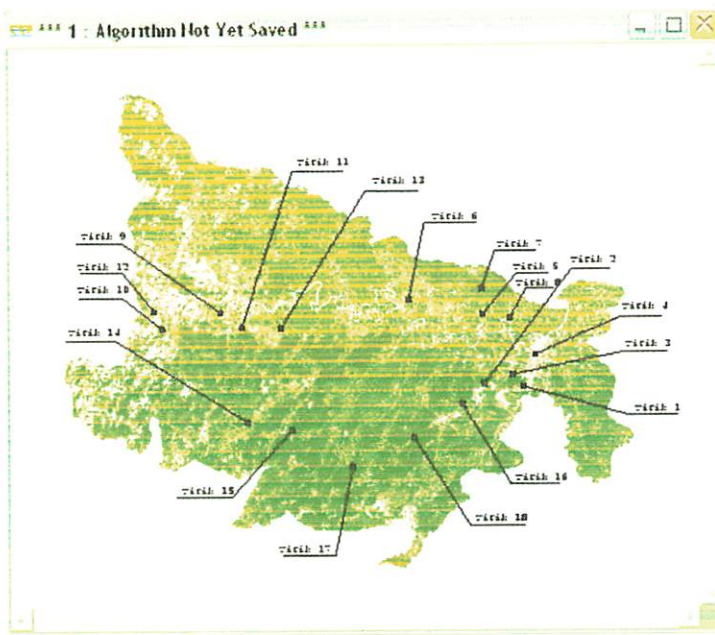 *** 1 : Algorithm Not Yet Saved ***
Titik 11
Titik 13
Titik 6
Titik 9
Titik 7
Titik 2
Titik 12
Titik 5
Titik 8
Titik 10
Titik 4
Titik 14
Titik 3
Titik 1
Titik 16
Titik 15
Titik 18
Titik 17